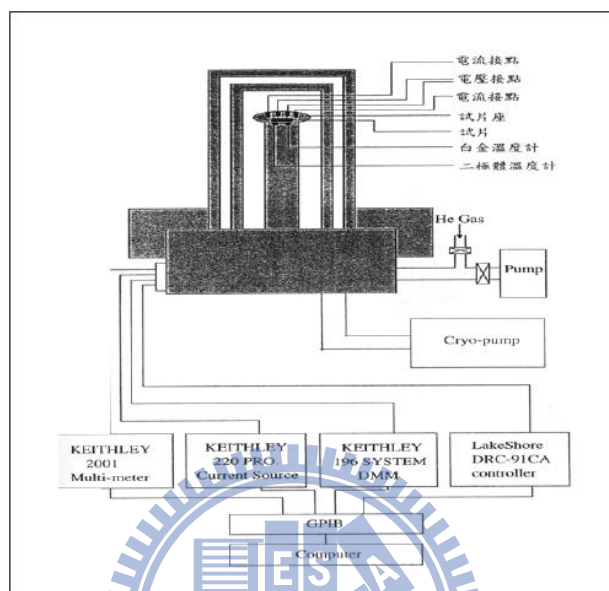 電流接點
電壓接點
電流接點
試片座
試片
白金溫度計
二極體溫度計
He Gas
Pump
Cryo-pump
KEITHLEY
2001
Multi-meter
KEITHLEY
220 PRO.
Current Source
KEITHLEY
196 SYSTEM
DMM
LakeShore
DRC-91CA
controller
GPIB
Computer
E S A